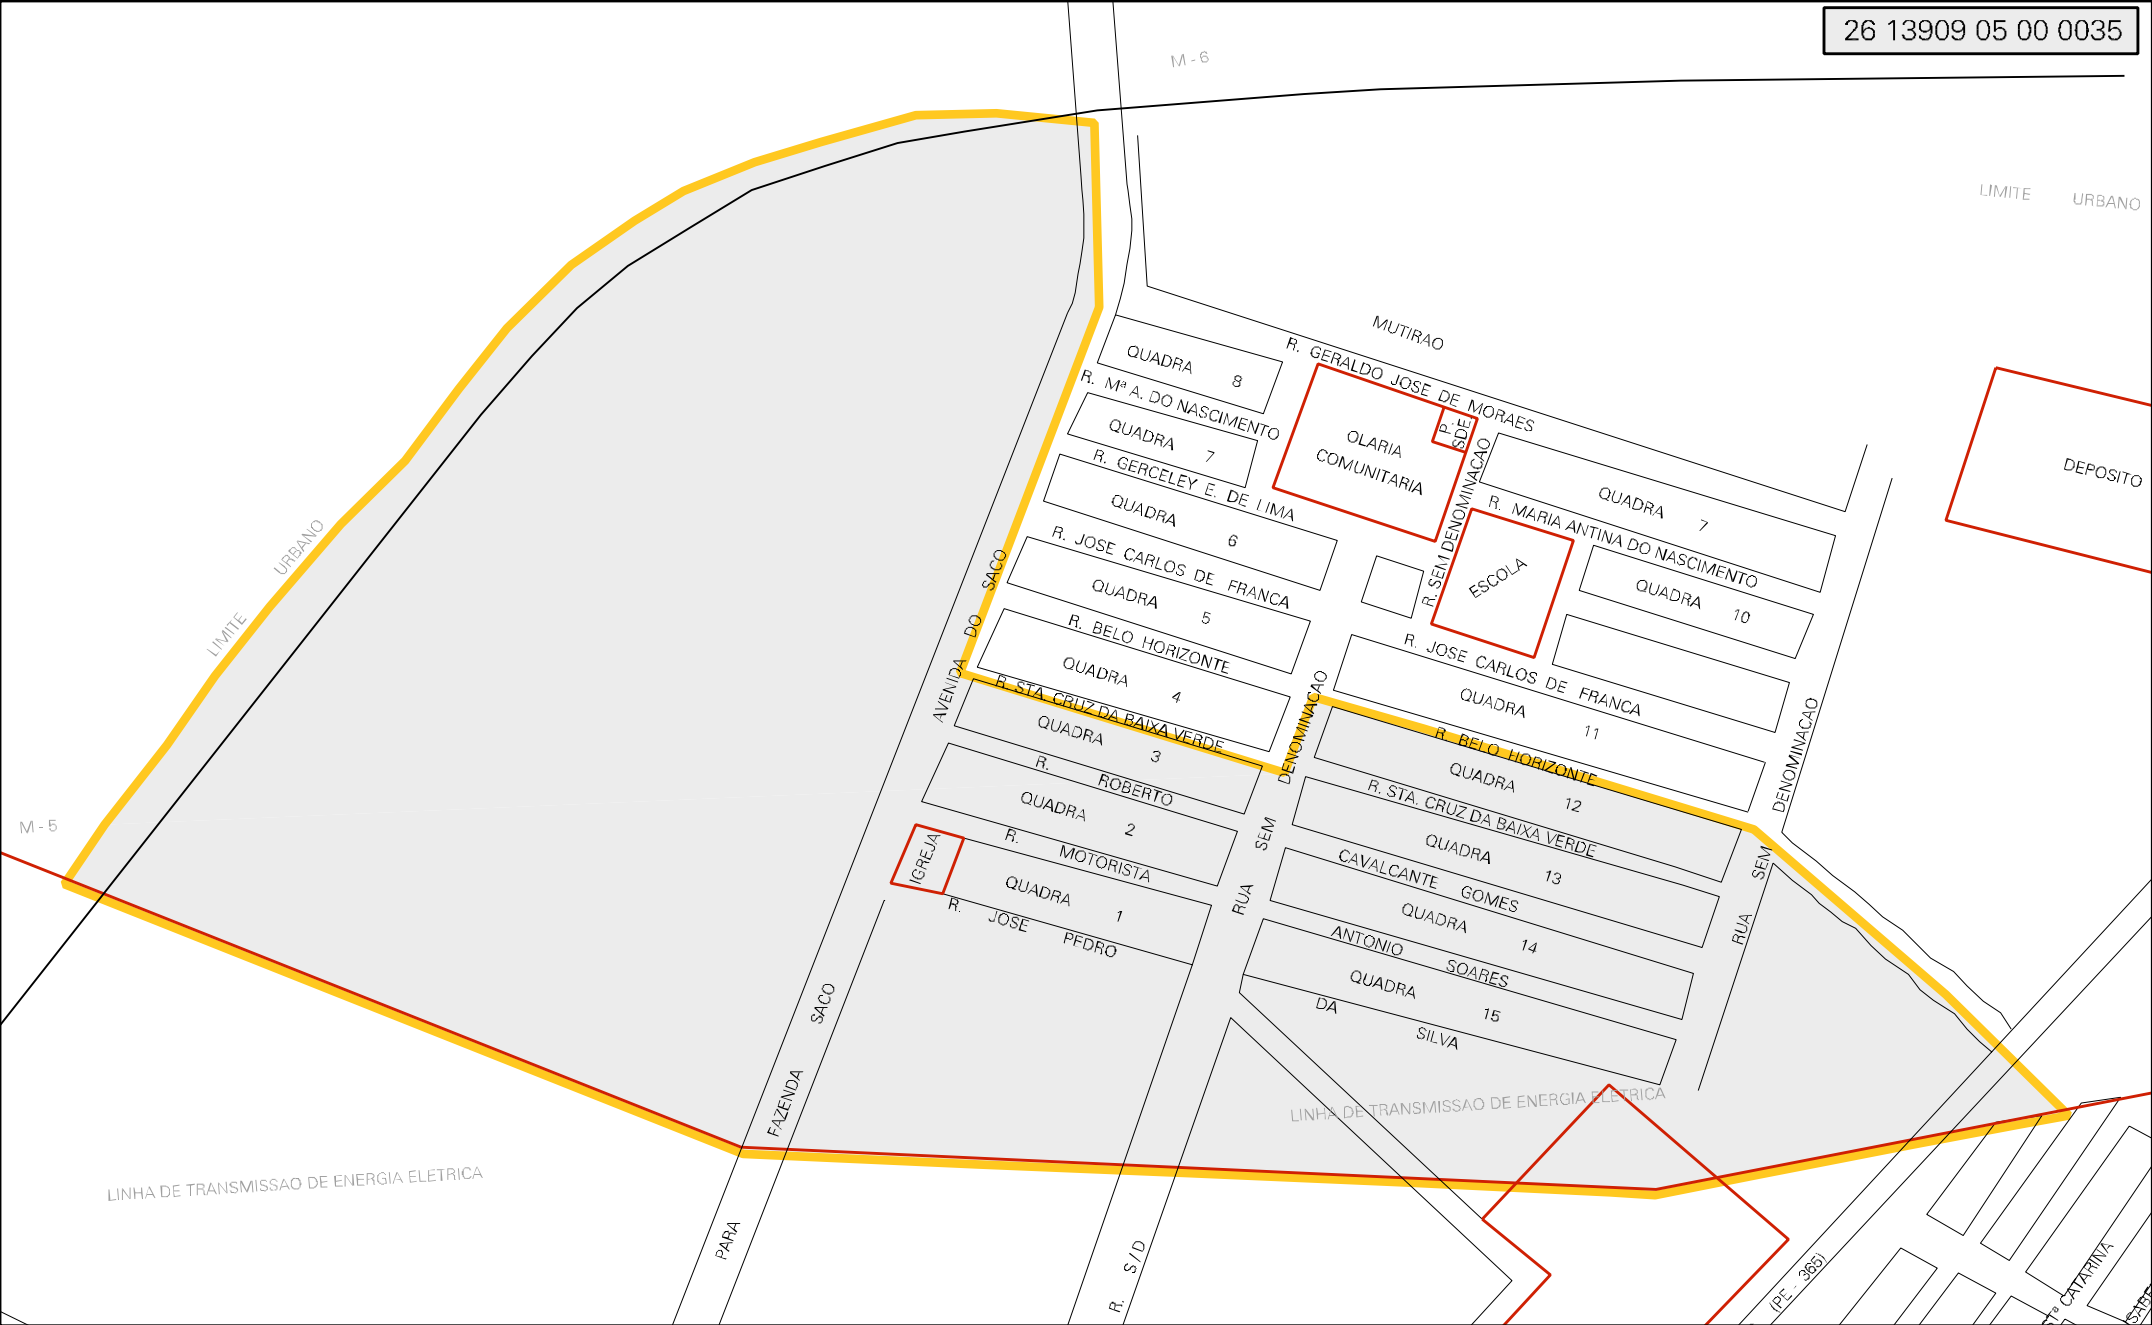 26 13909 05 00 0035
M - 6
LIMITE URBANO
MUTIRAO
R. GERALDO JOSE DE MORAES
QUADRA 8
R. Mª A. DO NASCIMENTO
QUADRA 7
R. GERCELEY E. DE LIMA
QUADRA 6
R. JOSE CARLOS DE FRANCA
QUADRA 5
R. BELO HORIZONTE
QUADRA 4
R. STA. CRUZ DA BAIXA VERDE
QUADRA 3
R. ROBERTO
QUADRA 2
R. MOTORISTA
IGREJA
QUADRA 1
R. JOSE PEDRO
OLARIA
COMUNITARIA
P.
SDE
R. SEM DENOMINACAO
ESCOLA
QUADRA 7
R. MARIA ANTINA DO NASCIMENTO
QUADRA 10
R. JOSE CARLOS DE FRANCA
QUADRA 11
R. BELO HORIZONTE
QUADRA 12
R. STA. CRUZ DA BAIXA VERDE
QUADRA 13
CAVALCANTE GOMES
QUADRA 14
ANTONIO SOARES
QUADRA 15
DA SILVA
DEPOSITO
RUA SEM DENOMINACAO
RUA SEM DENOMINACAO
AVENIDA DO SACO
LIMITE URBANO
M - 5
PARA FAZENDA SACO
LINHA DE TRANSMISSAO DE ENERGIA ELETRICA
LINHA DE TRANSMISSAO DE ENERGIA ELETRICA
R. S/D
(PE - 365)
STª CATARINA